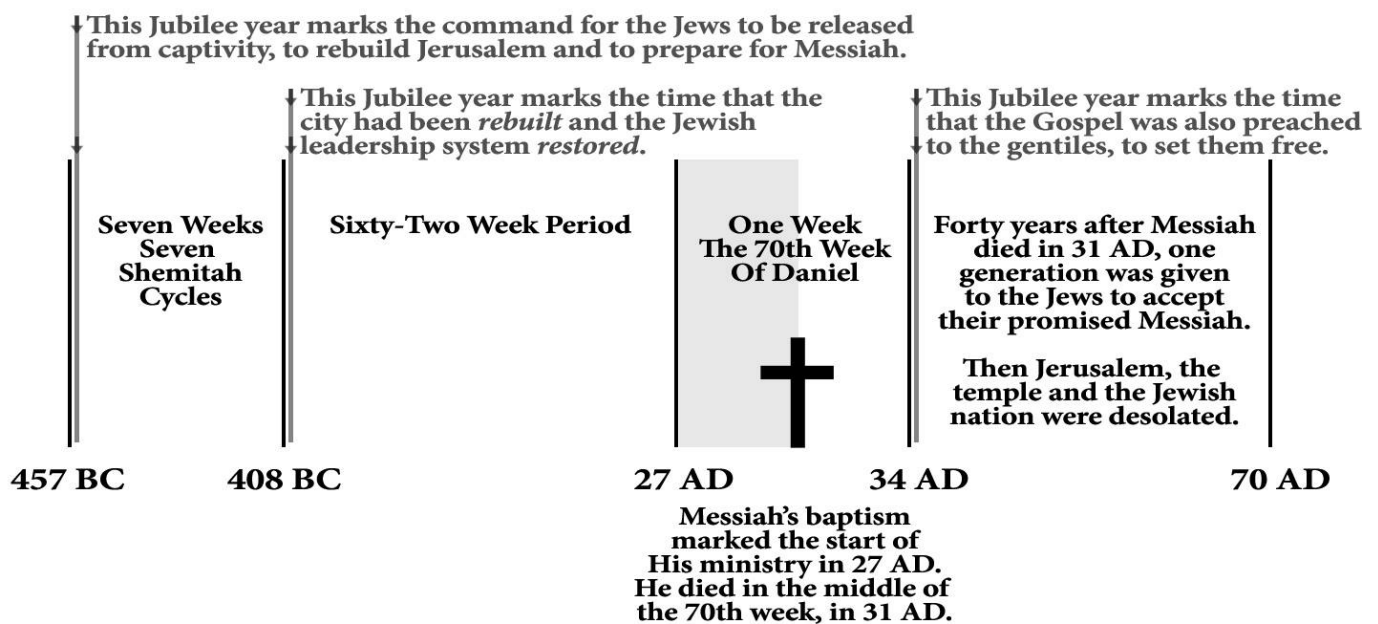 This Jubilee year marks the command for the Jews to be released
from captivity, to rebuild Jerusalem and to prepare for Messiah.
This Jubilee year marks the time that the
city had been rebuilt and the Jewish
leadership system restored.
This Jubilee year marks the time
that the Gospel was also preached
to the gentiles, to set them free.
Seven Weeks
Seven
Shemitah
Cycles
Sixty-Two Week Period
One Week
The 70th Week
Of Daniel
Forty years after Messiah
died in 31 AD, one
generation was given
to the Jews to accept
their promised Messiah.
Then Jerusalem, the
temple and the Jewish
nation were desolated.
457 BC
408 BC
27 AD
34 AD
70 AD
Messiah’s baptism
marked the start of
His ministry in 27 AD.
He died in the middle of
the 70th week, in 31 AD.